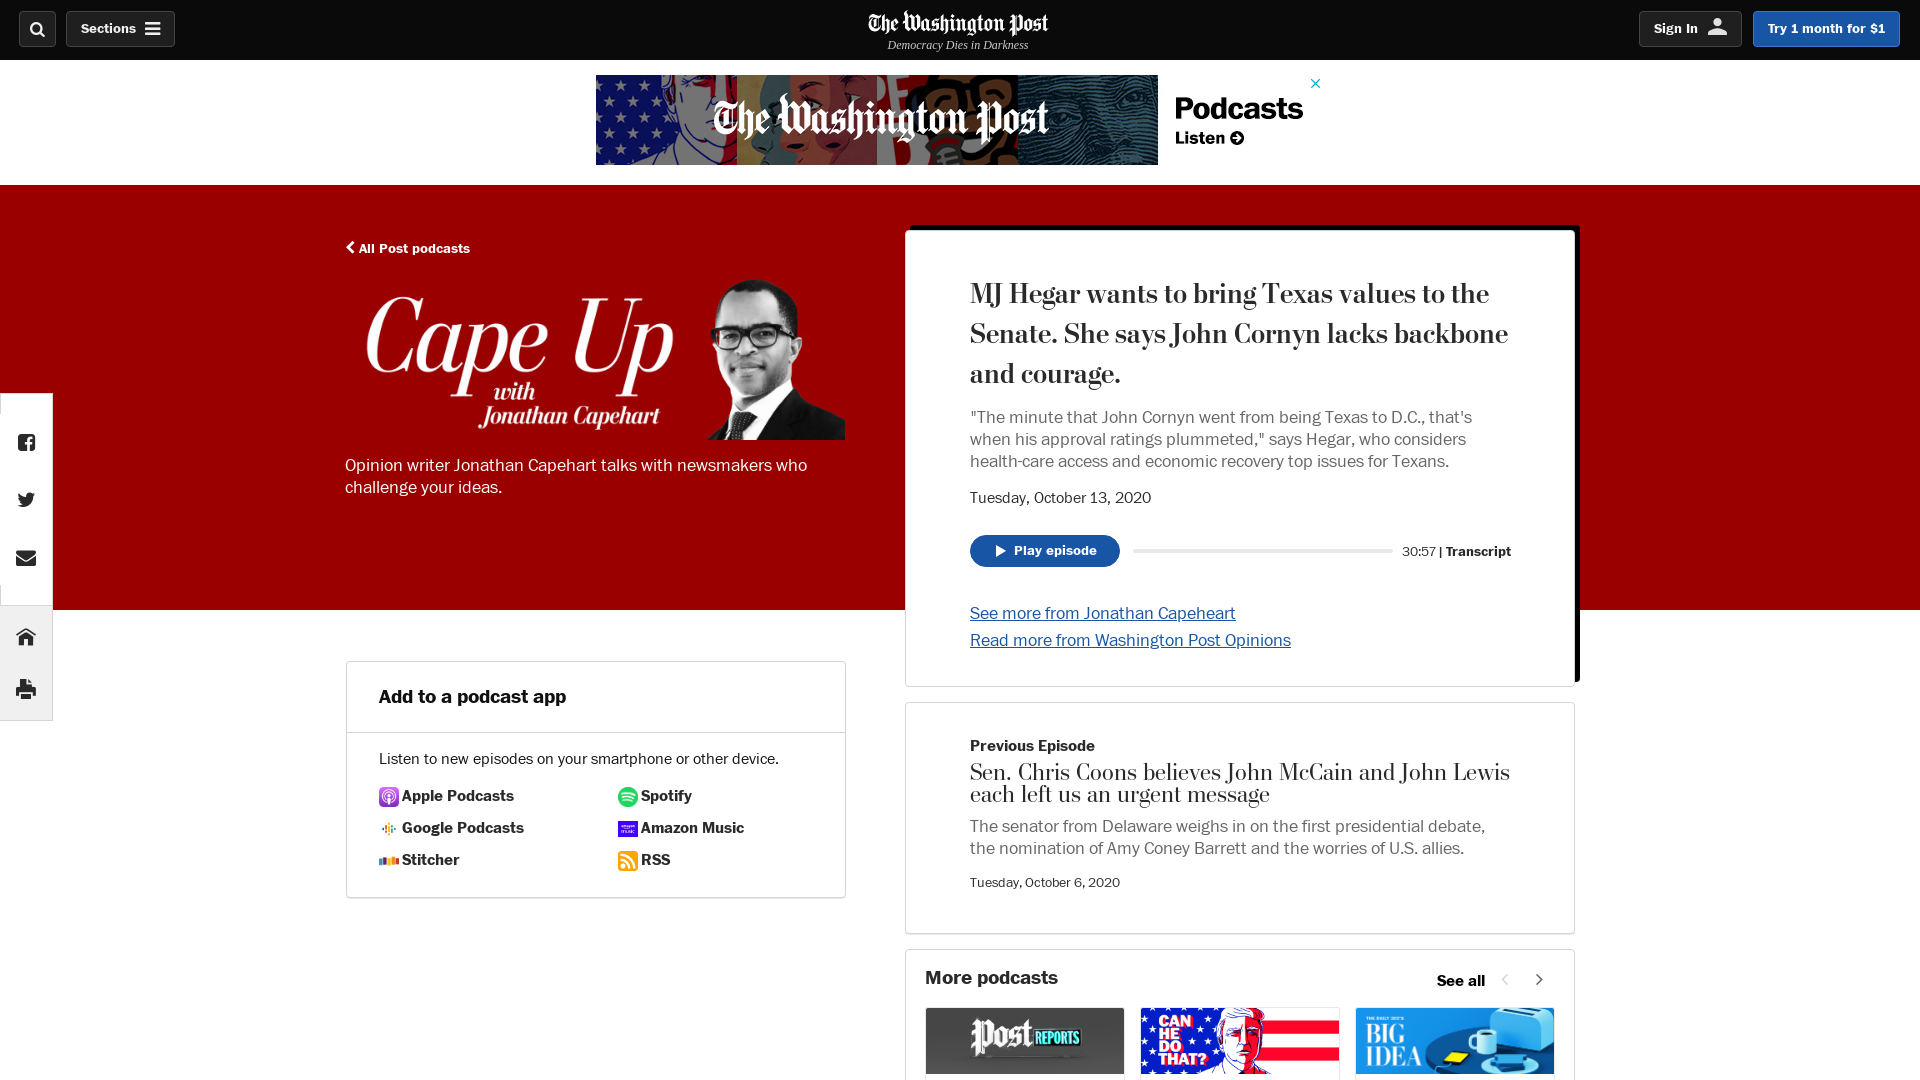 Sections
The Washington Post
Democracy Dies in Darkness
Sign In
Try 1 month for $1
The Washington Post
Podcasts
Listen
All Post podcasts
Cape Up
with
Jonathan Capehart
Opinion writer Jonathan Capehart talks with newsmakers who
challenge your ideas.
MJ Hegar wants to bring Texas values to the
Senate. She says John Cornyn lacks backbone
and courage.
"The minute that John Cornyn went from being Texas to D.C., that's
when his approval ratings plummeted," says Hegar, who considers
health-care access and economic recovery top issues for Texans.
Tuesday, October 13, 2020
Play episode
30:57 | Transcript
See more from Jonathan Capeheart
Read more from Washington Post Opinions
Add to a podcast app
Listen to new episodes on your smartphone or other device.
Apple Podcasts
Spotify
Google Podcasts
Amazon Music
Stitcher
RSS
Previous Episode
Sen. Chris Coons believes John McCain and John Lewis
each left us an urgent message
The senator from Delaware weighs in on the first presidential debate,
the nomination of Amy Coney Barrett and the worries of U.S. allies.
Tuesday, October 6, 2020
More podcasts
See all
Post REPORTS
CAN
HE
DO
THAT?
THE DAILY 202'S
BIG
IDEA